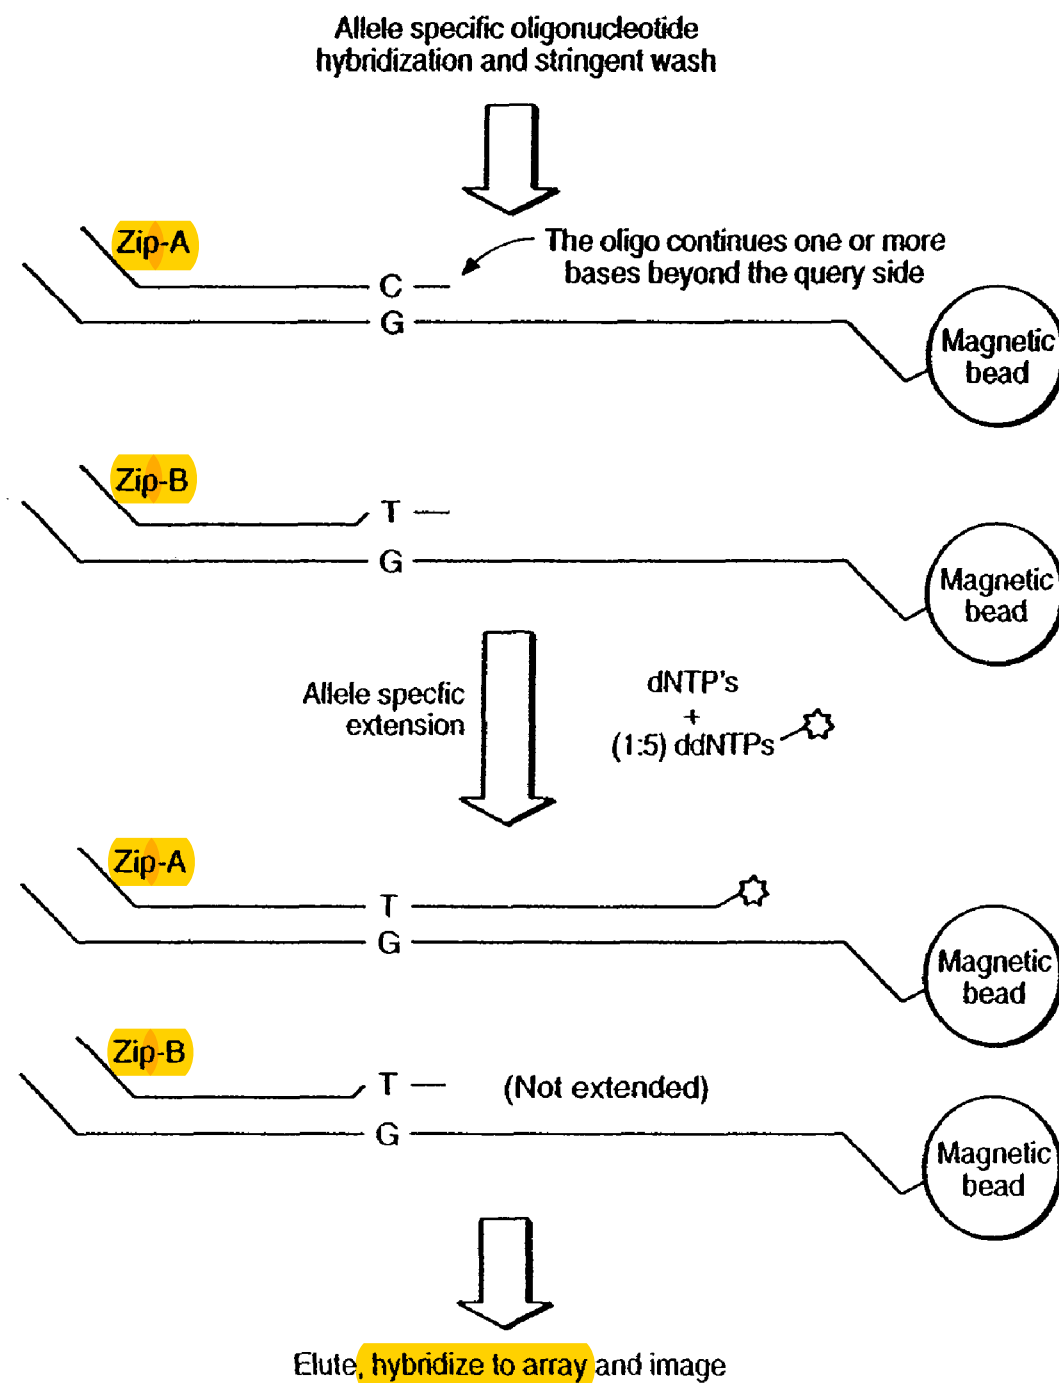 Allele specific oligonucleotide
hybridization and stringent wash
Zip-A
The oligo continues one or more
bases beyond the query side
C
G
Magnetic
bead
Zip-B
T
G
Magnetic
bead
Allele specfic
extension
dNTP's
+
(1:5) ddNTPs
Zip-A
T
G
Magnetic
bead
Zip-B
T
(Not extended)
G
Magnetic
bead
Elute, hybridize to array and image